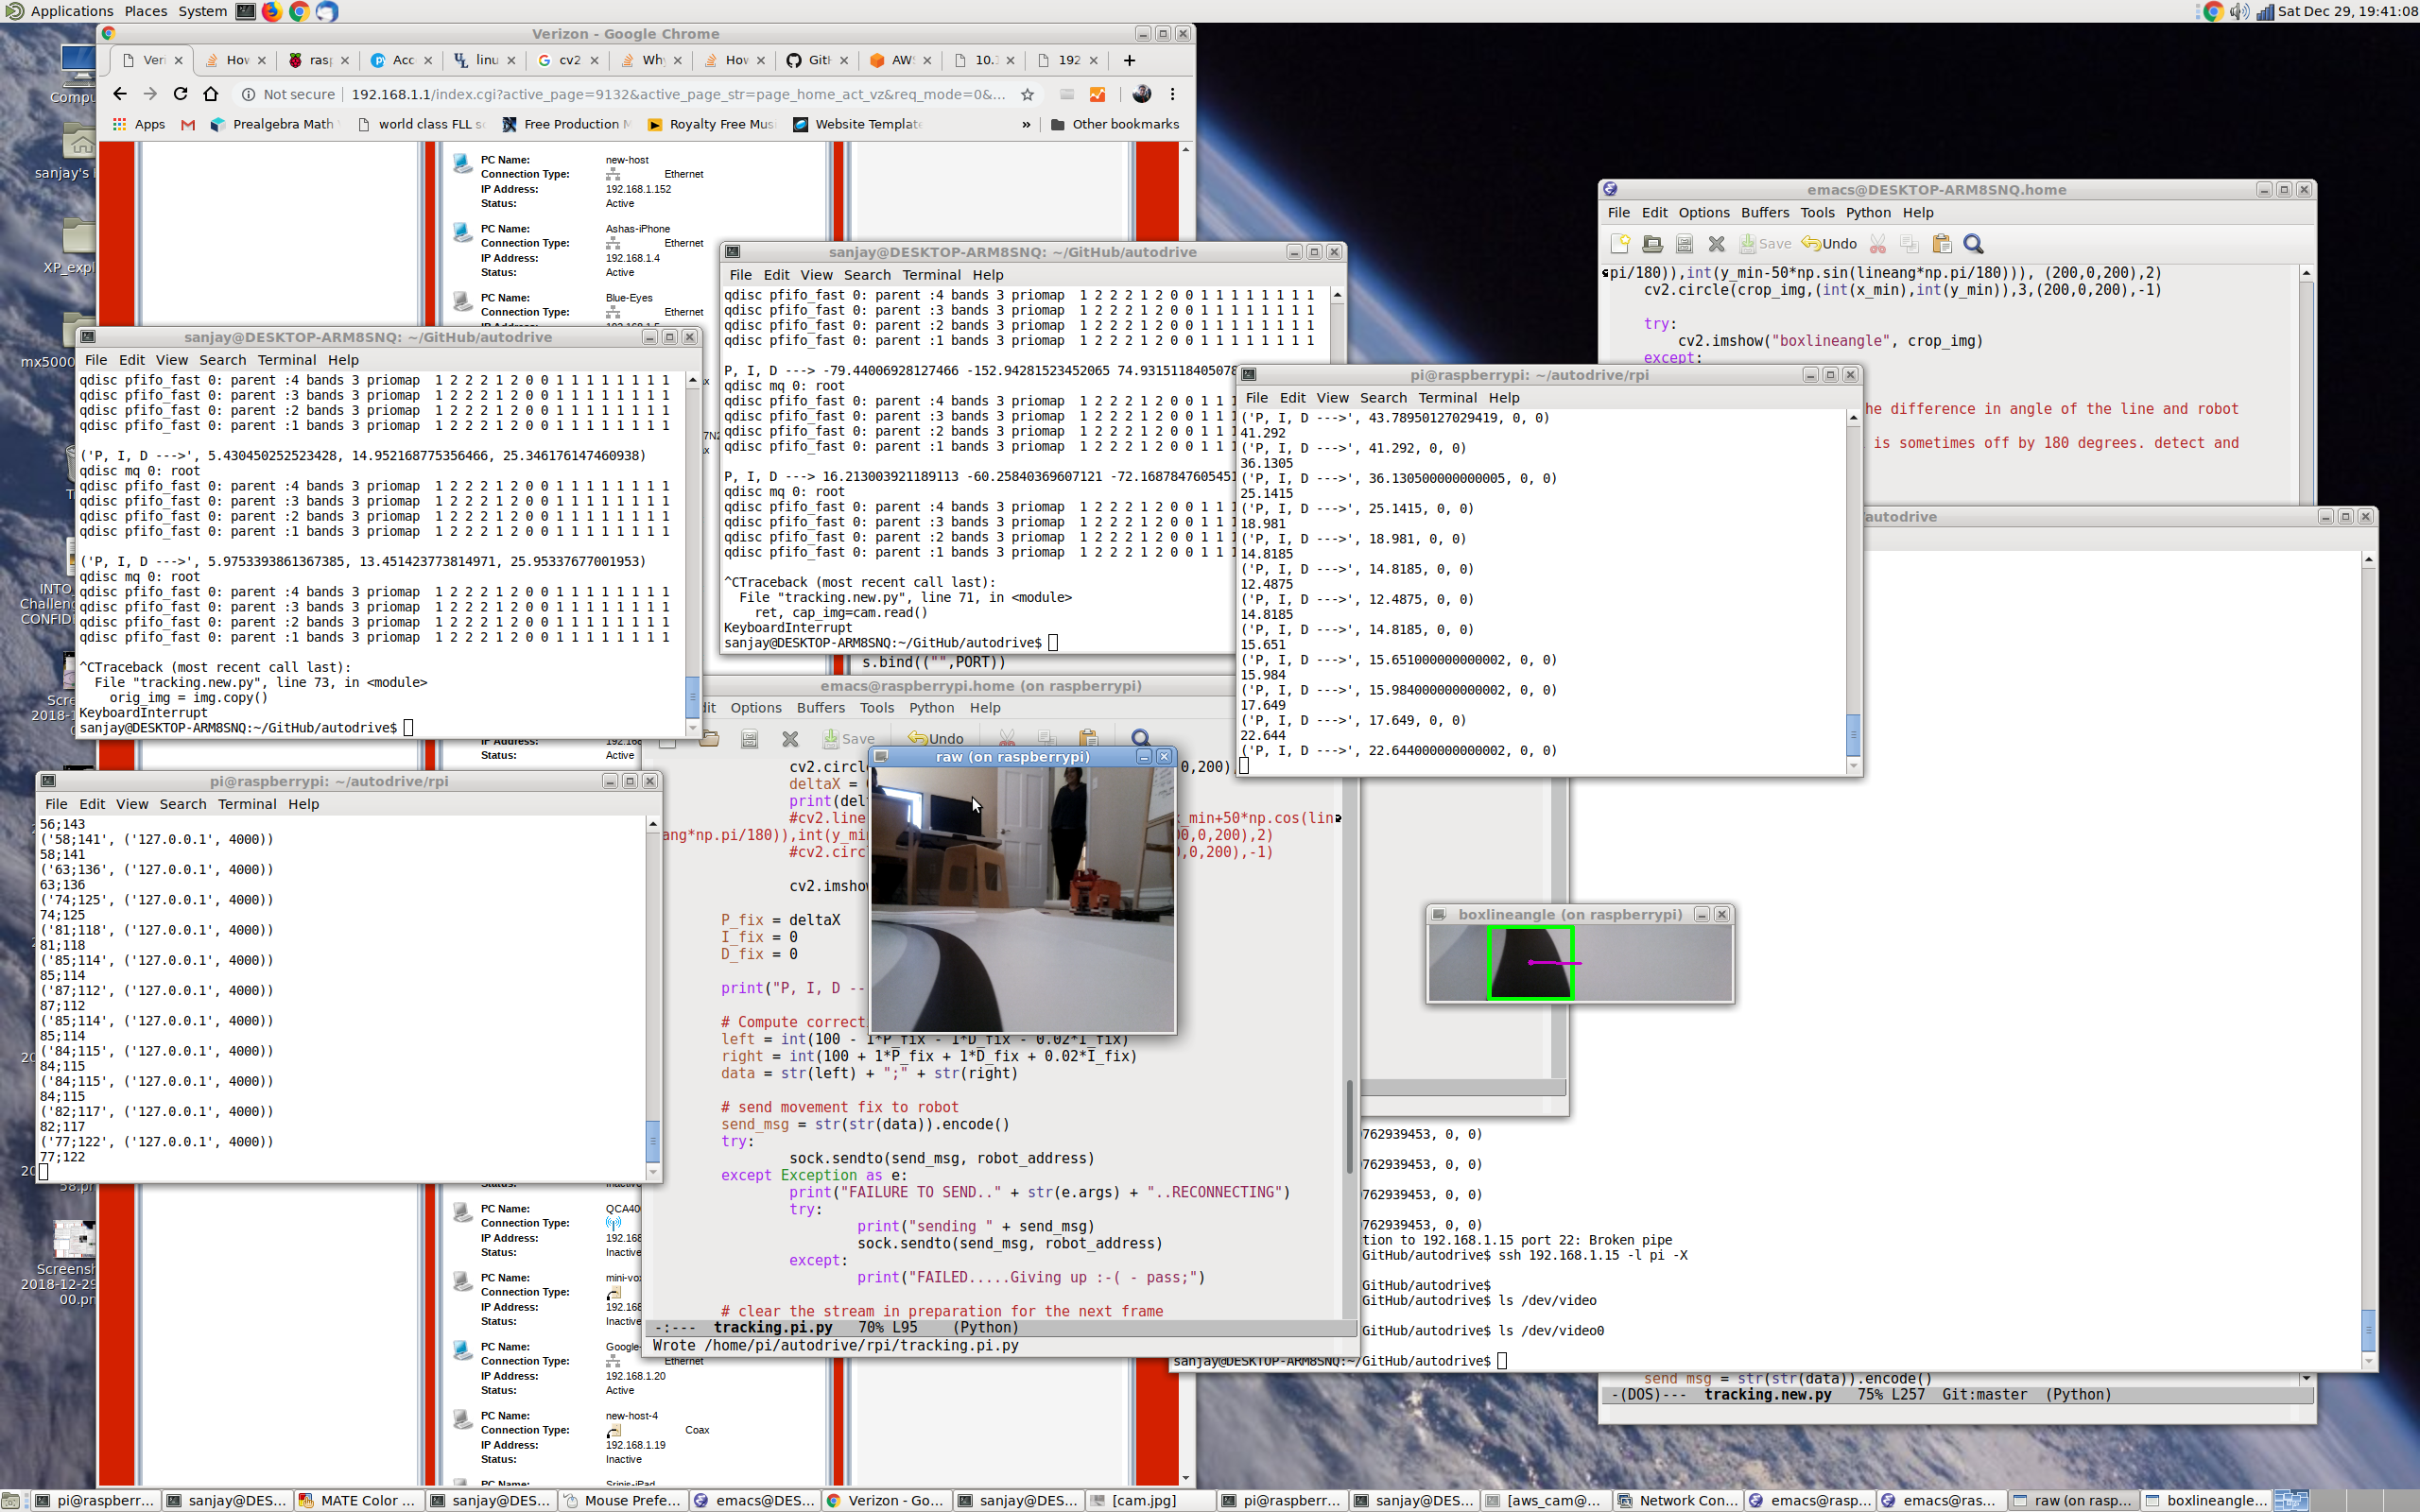 Applications Places System
Sat Dec 29, 19:41:08
Verizon - Google Chrome
Veri
How
rasp
Acc
linu
cv2
Why
How
GitH
AWS
10.
192
Not secure | 192.168.1.1/index.cgi?active_page=9132&active_page_str=page_home_act_vz&req_mode=0&...
Apps
Prealgebra Math
world class FLL sc
Free Production M
Royalty Free Mus
Website Template
»
Other bookmarks
PC Name: new-host
Connection Type: Ethernet
IP Address: 192.168.1.152
Status: Active
PC Name: Ashas-iPhone
Connection Type: Ethernet
IP Address: 192.168.1.4
Status: Active
PC Name: Blue-Eyes
Connection Type: Ethernet
Compu
sanjay's
XP_expl
mx5000
INTO
Challeng
CONFID
Scre
2018-1
Screensh
2018-12-29
00.pn
emacs@DESKTOP-ARM8SNQ.home
File Edit Options Buffers Tools Python Help
Save Undo
pi/180)),int(y_min-50*np.sin(lineang*np.pi/180))), (200,0,200),2)
cv2.circle(crop_img,(int(x_min),int(y_min)),3,(200,0,200),-1)
try:
cv2.imshow("boxlineangle", crop_img)
except:
he difference in angle of the line and robot
is sometimes off by 180 degrees. detect and
sanjay@DESKTOP-ARM8SNQ: ~/GitHub/autodrive
File Edit View Search Terminal Help
qdisc pfifo_fast 0: parent :4 bands 3 priomap  1 2 2 2 1 2 0 0 1 1 1 1 1 1 1 1
qdisc pfifo_fast 0: parent :3 bands 3 priomap  1 2 2 2 1 2 0 0 1 1 1 1 1 1 1 1
qdisc pfifo_fast 0: parent :2 bands 3 priomap  1 2 2 2 1 2 0 0 1 1 1 1 1 1 1 1
qdisc pfifo_fast 0: parent :1 bands 3 priomap  1 2 2 2 1 2 0 0 1 1 1 1 1 1 1 1
P, I, D ---> -79.44006928127466 -152.94281523452065 74.9315118405078
qdisc mq 0: root
qdisc pfifo_fast 0: parent :4 bands 3 priomap  1 2 2 2 1 2 0 0 1 1 1
qdisc pfifo_fast 0: parent :3 bands 3 priomap  1 2 2 2 1 2 0 0 1 1 1
qdisc pfifo_fast 0: parent :2 bands 3 priomap  1 2 2 2 1 2 0 0 1 1 1
qdisc pfifo_fast 0: parent :1 bands 3 priomap  1 2 2 2 1 2 0 0 1 1 1
P, I, D ---> 16.213003921189113 -60.25840369607121 -72.1687847605451
qdisc mq 0: root
qdisc pfifo_fast 0: parent :4 bands 3 priomap  1 2 2 2 1 2 0 0 1 1 1
qdisc pfifo_fast 0: parent :3 bands 3 priomap  1 2 2 2 1 2 0 0 1 1 1
qdisc pfifo_fast 0: parent :2 bands 3 priomap  1 2 2 2 1 2 0 0 1 1 1
qdisc pfifo_fast 0: parent :1 bands 3 priomap  1 2 2 2 1 2 0 0 1 1 1
^CTraceback (most recent call last):
File "tracking.new.py", line 71, in <module>
ret, cap_img=cam.read()
KeyboardInterrupt
sanjay@DESKTOP-ARM8SNQ:~/GitHub/autodrive$
s.bind(("",PORT))
sanjay@DESKTOP-ARM8SNQ: ~/GitHub/autodrive
File Edit View Search Terminal Help
qdisc pfifo_fast 0: parent :4 bands 3 priomap  1 2 2 2 1 2 0 0 1 1 1 1 1 1 1 1
qdisc pfifo_fast 0: parent :3 bands 3 priomap  1 2 2 2 1 2 0 0 1 1 1 1 1 1 1 1
qdisc pfifo_fast 0: parent :2 bands 3 priomap  1 2 2 2 1 2 0 0 1 1 1 1 1 1 1 1
qdisc pfifo_fast 0: parent :1 bands 3 priomap  1 2 2 2 1 2 0 0 1 1 1 1 1 1 1 1
('P, I, D --->', 5.430450252523428, 14.952168775356466, 25.346176147460938)
qdisc mq 0: root
qdisc pfifo_fast 0: parent :4 bands 3 priomap  1 2 2 2 1 2 0 0 1 1 1 1 1 1 1 1
qdisc pfifo_fast 0: parent :3 bands 3 priomap  1 2 2 2 1 2 0 0 1 1 1 1 1 1 1 1
qdisc pfifo_fast 0: parent :2 bands 3 priomap  1 2 2 2 1 2 0 0 1 1 1 1 1 1 1 1
qdisc pfifo_fast 0: parent :1 bands 3 priomap  1 2 2 2 1 2 0 0 1 1 1 1 1 1 1 1
('P, I, D --->', 5.9753393861367385, 13.451423773814971, 25.95337677001953)
qdisc mq 0: root
qdisc pfifo_fast 0: parent :4 bands 3 priomap  1 2 2 2 1 2 0 0 1 1 1 1 1 1 1 1
qdisc pfifo_fast 0: parent :3 bands 3 priomap  1 2 2 2 1 2 0 0 1 1 1 1 1 1 1 1
qdisc pfifo_fast 0: parent :2 bands 3 priomap  1 2 2 2 1 2 0 0 1 1 1 1 1 1 1 1
qdisc pfifo_fast 0: parent :1 bands 3 priomap  1 2 2 2 1 2 0 0 1 1 1 1 1 1 1 1
^CTraceback (most recent call last):
File "tracking.new.py", line 73, in <module>
orig_img = img.copy()
KeyboardInterrupt
sanjay@DESKTOP-ARM8SNQ:~/GitHub/autodrive$
pi@raspberrypi: ~/autodrive/rpi
File Edit View Search Terminal Help
('P, I, D --->', 43.78950127029419, 0, 0)
41.292
('P, I, D --->', 41.292, 0, 0)
36.1305
('P, I, D --->', 36.130500000000005, 0, 0)
25.1415
('P, I, D --->', 25.1415, 0, 0)
18.981
('P, I, D --->', 18.981, 0, 0)
14.8185
('P, I, D --->', 14.8185, 0, 0)
12.4875
('P, I, D --->', 12.4875, 0, 0)
14.8185
('P, I, D --->', 14.8185, 0, 0)
15.651
('P, I, D --->', 15.651000000000002, 0, 0)
15.984
('P, I, D --->', 15.984000000000002, 0, 0)
17.649
('P, I, D --->', 17.649, 0, 0)
22.644
('P, I, D --->', 22.644000000000002, 0, 0)
autodrive
emacs@raspberrypi.home (on raspberrypi)
dit Options Buffers Tools Python Help
Save Undo
cv2.circle 0,200),
deltaX =
print(del
#cv2.line _min+50*np.cos(lin
ang*np.pi/180)),int(y_mi 00,0,200),2)
#cv2.circ 0,0,200),-1)
cv2.imsho
P_fix = deltaX
I_fix = 0
D_fix = 0
print("P, I, D --
# Compute correcti
left = int(100 - 1*P_fix - 1*D_fix - 0.02*I_fix)
right = int(100 + 1*P_fix + 1*D_fix + 0.02*I_fix)
data = str(left) + ";" + str(right)
# send movement fix to robot
send_msg = str(str(data)).encode()
try:
sock.sendto(send_msg, robot_address)
except Exception as e:
print("FAILURE TO SEND.." + str(e.args) + "..RECONNECTING")
try:
print("sending " + send_msg)
sock.sendto(send_msg, robot_address)
except:
print("FAILED.....Giving up :-( - pass;")
# clear the stream in preparation for the next frame
-:--- tracking.pi.py 70% L95 (Python)
Wrote /home/pi/autodrive/rpi/tracking.pi.py
raw (on raspberrypi)
boxlineangle (on raspberrypi)
pi@raspberrypi: ~/autodrive/rpi
File Edit View Search Terminal Help
56;143
('58;141', ('127.0.0.1', 4000))
58;141
('63;136', ('127.0.0.1', 4000))
63;136
('74;125', ('127.0.0.1', 4000))
74;125
('81;118', ('127.0.0.1', 4000))
81;118
('85;114', ('127.0.0.1', 4000))
85;114
('87;112', ('127.0.0.1', 4000))
87;112
('85;114', ('127.0.0.1', 4000))
85;114
('84;115', ('127.0.0.1', 4000))
84;115
('84;115', ('127.0.0.1', 4000))
84;115
('82;117', ('127.0.0.1', 4000))
82;117
('77;122', ('127.0.0.1', 4000))
77;122
IP Address: 192.168
Status: Inactive
PC Name: QCA40
Connection Type:
IP Address: 192.168
Status: Inactive
PC Name: mini-vo
Connection Type:
IP Address: 192.168
Status: Inactive
PC Name: Google-
Connection Type: Ethernet
IP Address: 192.168.1.20
Status: Active
PC Name: new-host-4
Connection Type: Coax
IP Address: 192.168.1.19
Status: Inactive
PC Name: Srinis-iPad
762939453, 0, 0)
762939453, 0, 0)
762939453, 0, 0)
762939453, 0, 0)
tion to 192.168.1.15 port 22: Broken pipe
GitHub/autodrive$ ssh 192.168.1.15 -l pi -X
GitHub/autodrive$
GitHub/autodrive$ ls /dev/video
GitHub/autodrive$ ls /dev/video0
sanjay@DESKTOP-ARM8SNQ:~/GitHub/autodrive$
send_msg = str(str(data)).encode()
-(DOS)--- tracking.new.py 75% L257 Git:master (Python)
pi@raspberr...
sanjay@DES...
MATE Color ...
sanjay@DES...
Mouse Prefe...
emacs@DES...
Verizon - Go...
sanjay@DES...
[cam.jpg]
pi@raspberr...
sanjay@DES...
[aws_cam@...
Network Con...
emacs@rasp...
emacs@ras...
raw (on rasp...
boxlineangle...